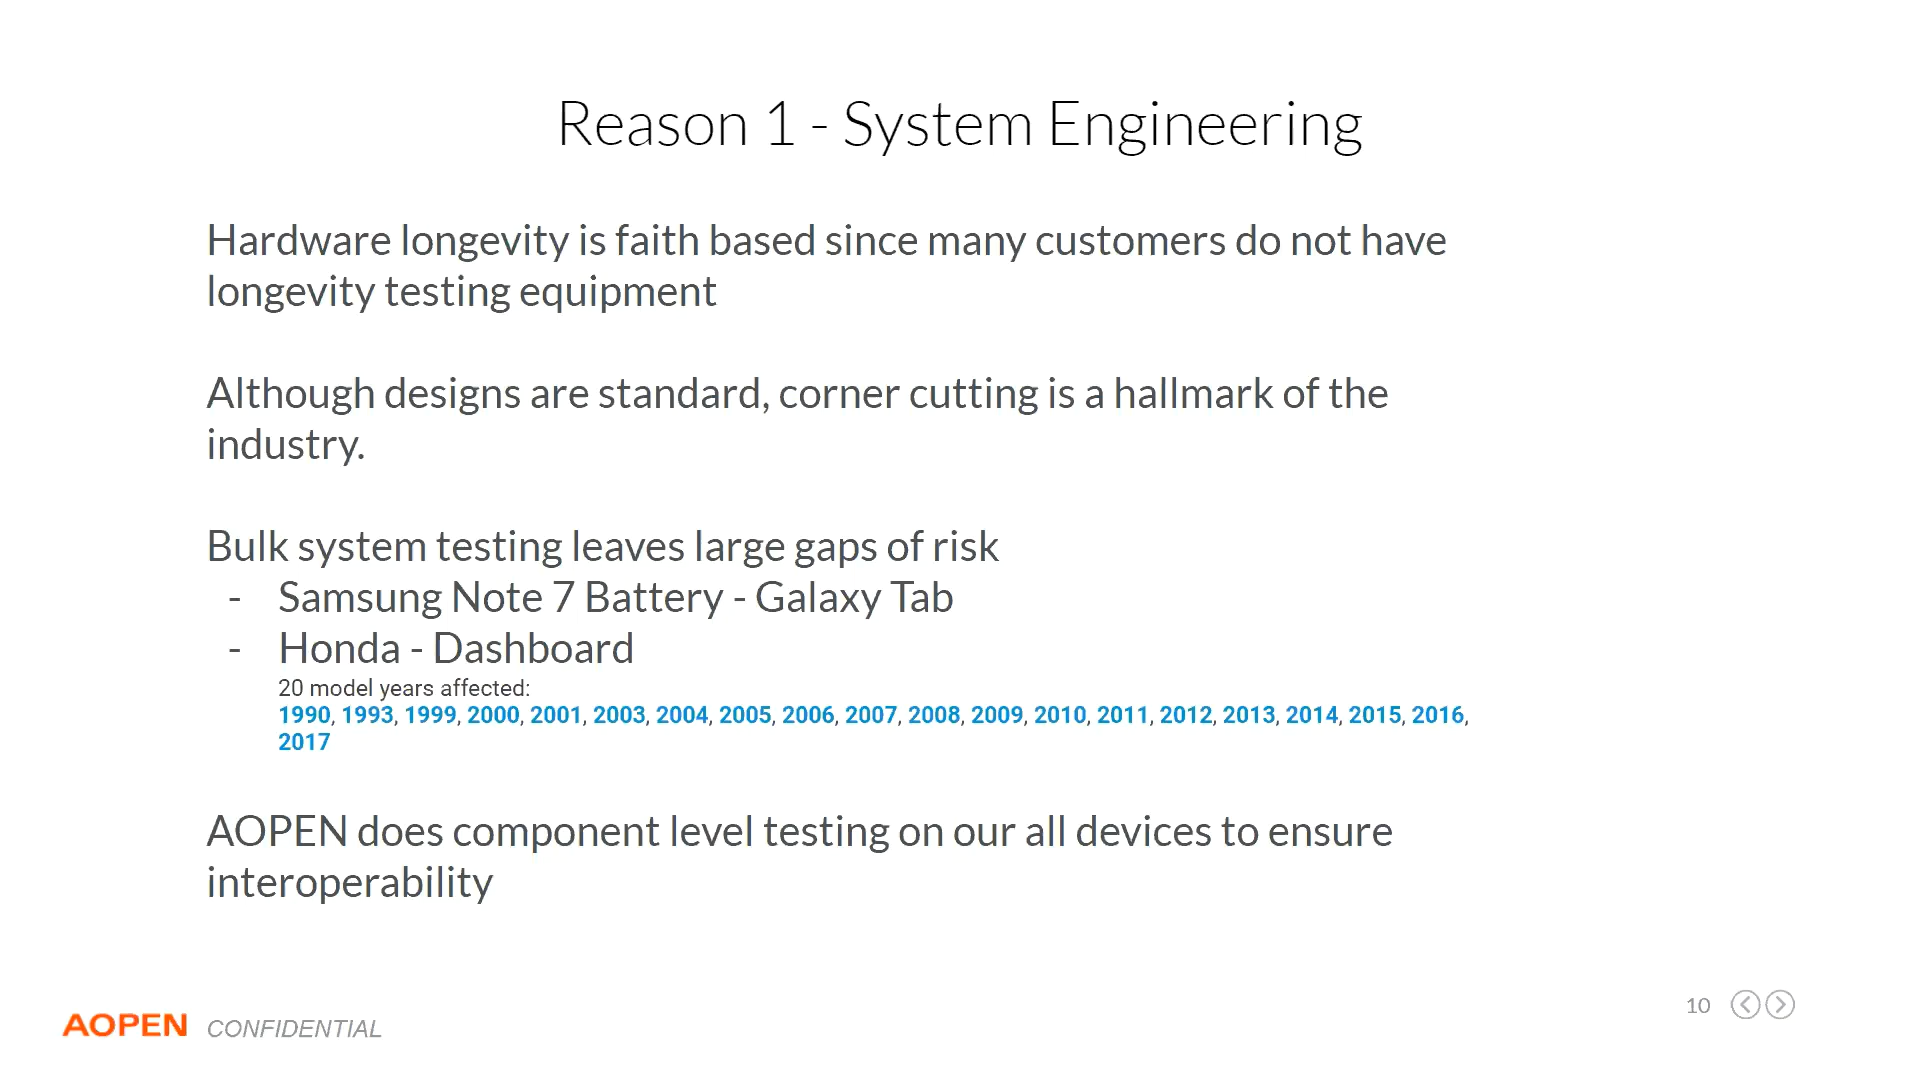 Reason 1 - System Engineering
Hardware longevity is faith based since many customers do not have
longevity testing equipment
Although designs are standard, corner cutting is a hallmark of the
industry.
Bulk system testing leaves large gaps of risk
- Samsung Note 7 Battery - Galaxy Tab
- Honda - Dashboard
20 model years affected:
1990, 1993, 1999, 2000, 2001, 2003, 2004, 2005, 2006, 2007, 2008, 2009, 2010, 2011, 2012, 2013, 2014, 2015, 2016,
2017
AOPEN does component level testing on our all devices to ensure
interoperability
AOPEN CONFIDENTIAL
10